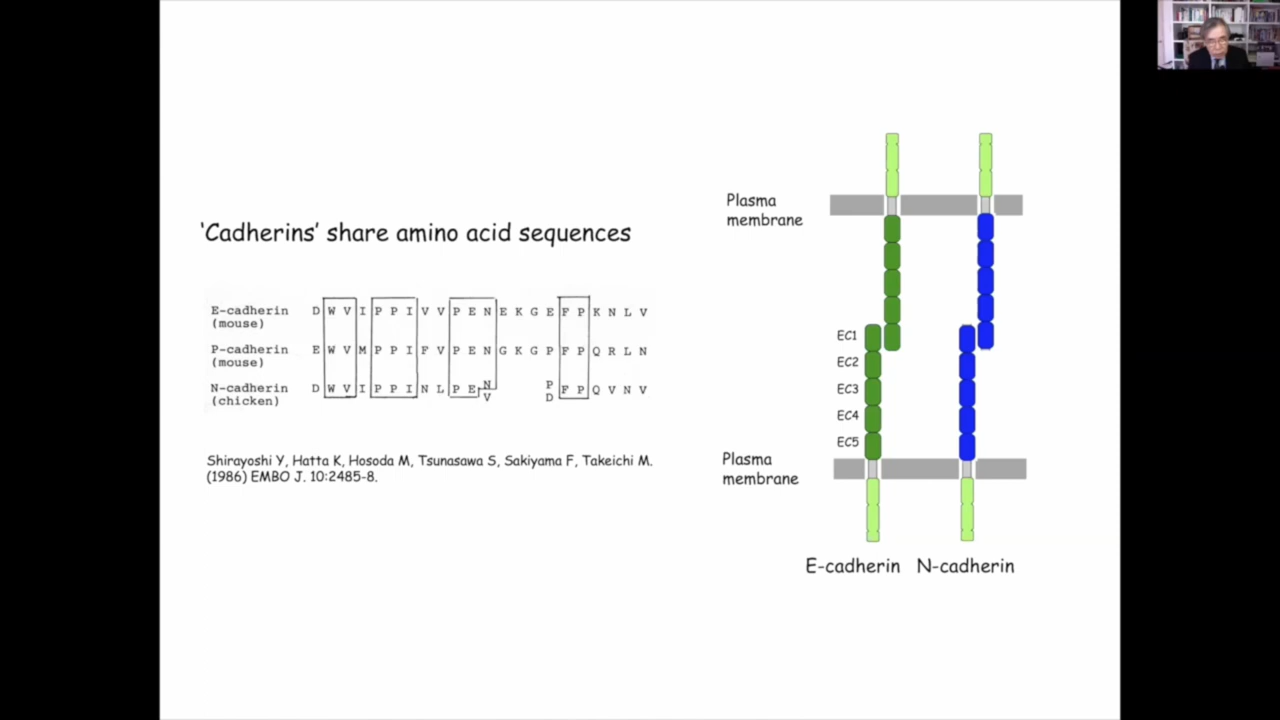 'Cadherins' share amino acid sequences
E-cadherin D W V I P P I V V P E N E K G E F P K N L V
(mouse)
P-cadherin E W V M P P I F V P E N G K G P F P Q R L N
(mouse)
N-cadherin D W V I P P I N L P E N P F P Q V N V
(chicken) V D
Shirayoshi Y, Hatta K, Hosoda M, Tsunasawa S, Sakiyama F, Takeichi M.
(1986) EMBO J. 10:2485-8.
Plasma
membrane
EC1
EC2
EC3
EC4
EC5
Plasma
membrane
E-cadherin N-cadherin